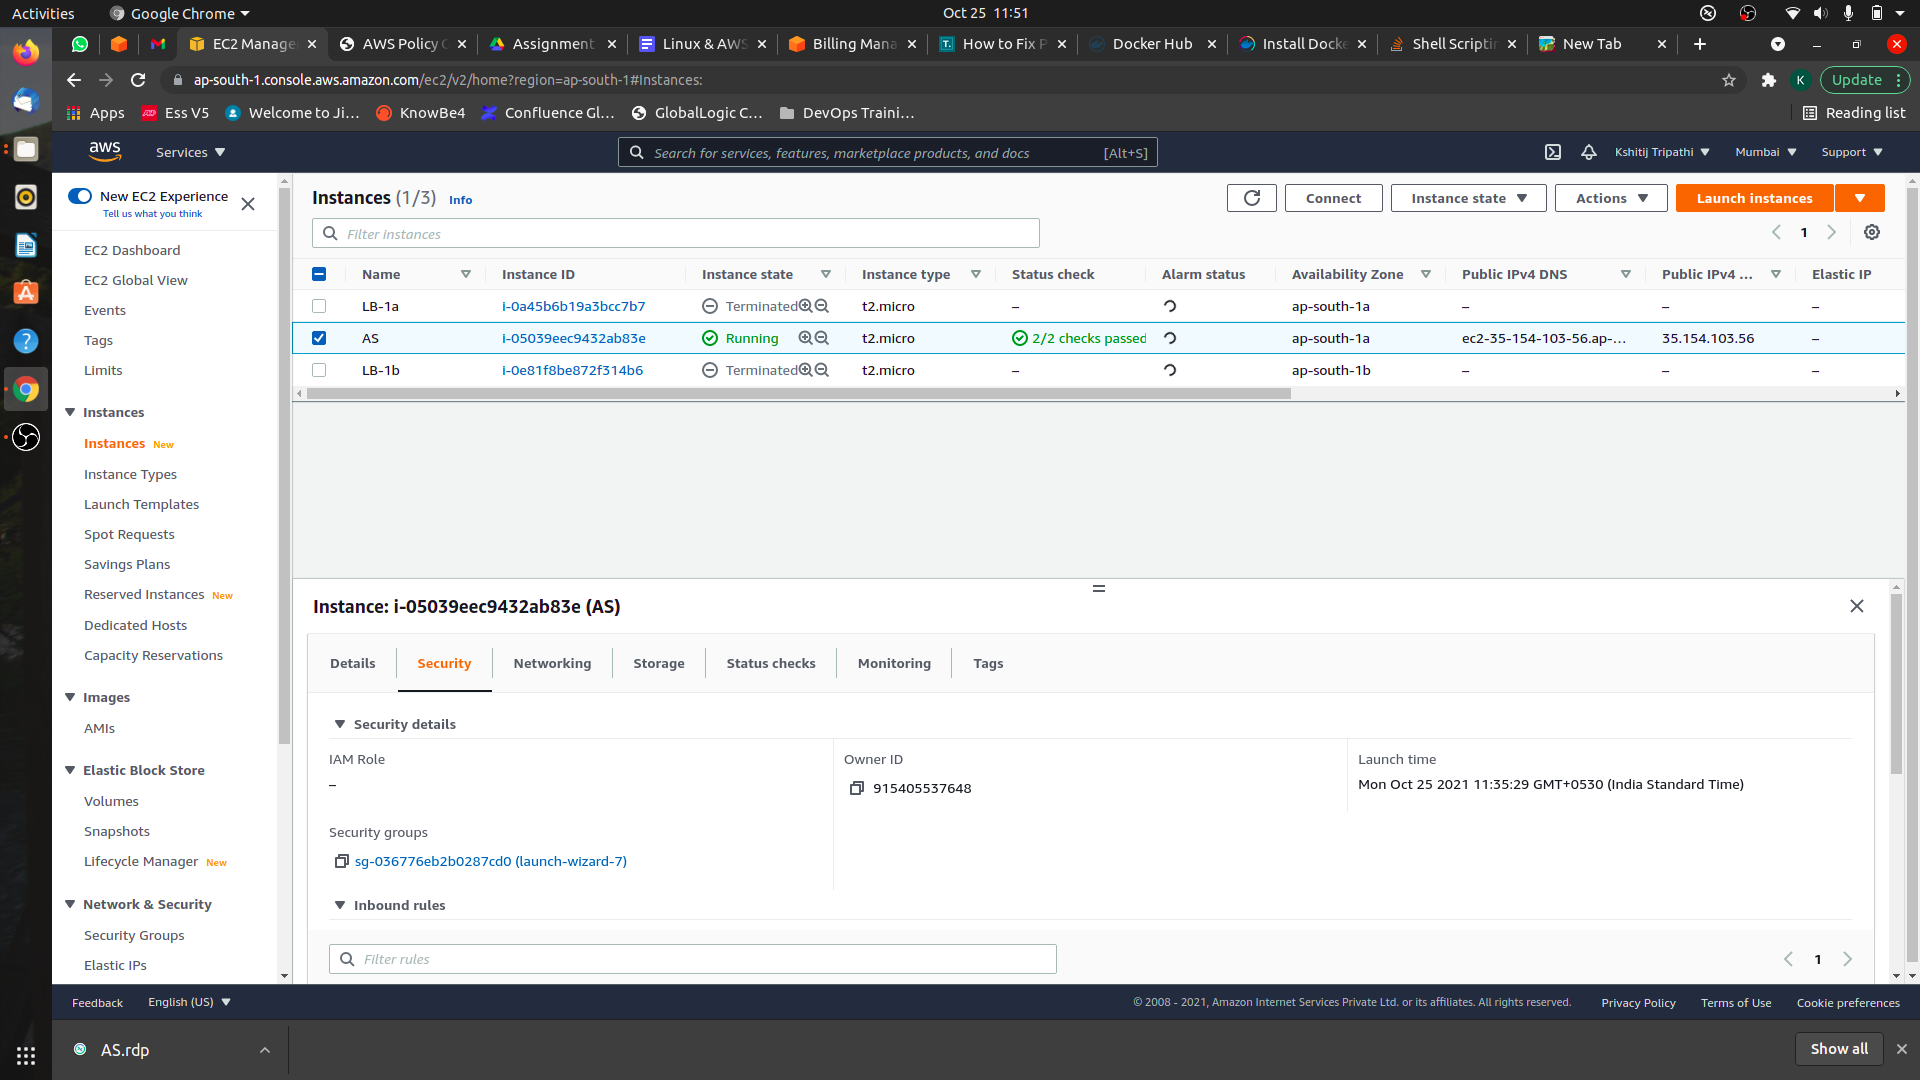 Activities
Google Chrome
Oct 25 11:51
EC2 Manage
AWS Policy
Assignment
Linux & AWS
Billing Mana
How to Fix P
Docker Hub
Install Docke
Shell Scriptin
New Tab
ap-south-1.console.aws.amazon.com/ec2/v2/home?region=ap-south-1#Instances:
K
Update
Apps
Ess V5
Welcome to Ji...
KnowBe4
Confluence Gl...
GlobalLogic C...
DevOps Traini...
Reading list
aws
Services
Search for services, features, marketplace products, and docs
[Alt+S]
Kshitij Tripathi
Mumbai
Support
New EC2 Experience
Tell us what you think
EC2 Dashboard
EC2 Global View
Events
Tags
Limits
Instances
Instances New
Instance Types
Launch Templates
Spot Requests
Savings Plans
Reserved Instances New
Dedicated Hosts
Capacity Reservations
Images
AMIs
Elastic Block Store
Volumes
Snapshots
Lifecycle Manager New
Network & Security
Security Groups
Elastic IPs
Instances (1/3) Info
Connect
Instance state
Actions
Launch instances
Filter instances
1
Name Instance ID Instance state Instance type Status check Alarm status Availability Zone Public IPv4 DNS Public IPv4 ... Elastic IP
LB-1a i-0a45b6b19a3bcc7b7 Terminated t2.micro – ap-south-1a – – –
AS i-05039eec9432ab83e Running t2.micro 2/2 checks passed ap-south-1a ec2-35-154-103-56.ap-... 35.154.103.56 –
LB-1b i-0e81f8be872f314b6 Terminated t2.micro – ap-south-1b – – –
Instance: i-05039eec9432ab83e (AS)
Details
Security
Networking
Storage
Status checks
Monitoring
Tags
Security details
IAM Role
–
Owner ID
915405537648
Launch time
Mon Oct 25 2021 11:35:29 GMT+0530 (India Standard Time)
Security groups
sg-036776eb2b0287cd0 (launch-wizard-7)
Inbound rules
Filter rules
1
Feedback
English (US)
© 2008 - 2021, Amazon Internet Services Private Ltd. or its affiliates. All rights reserved.
Privacy Policy
Terms of Use
Cookie preferences
AS.rdp
Show all